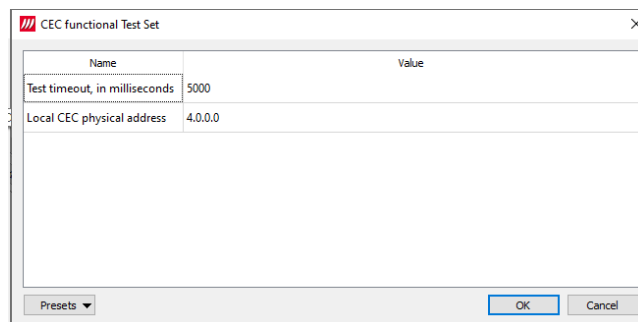 CEC functional Test Set
Name Value
Test timeout, in milliseconds 5000
Local CEC physical address 4.0.0.0
Presets OK Cancel